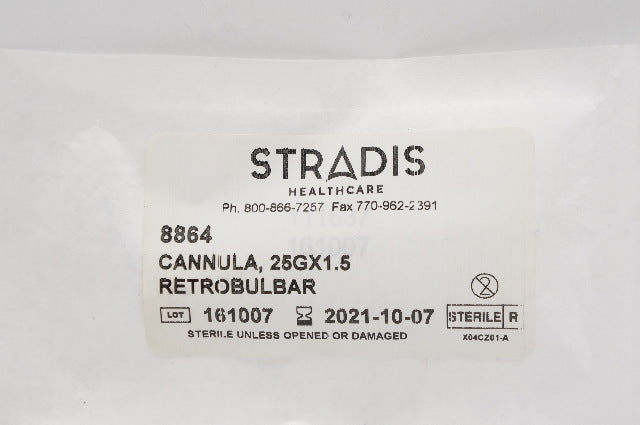 STRADIS
HEALTHCARE
Ph. 800-866-7257 Fax 770-962-2391
8864
161007
CANNULA, 25GX1.5
RETROBULBAR
LOT 161007 2021-10-07 STERILE R
STERILE UNLESS OPENED OR DAMAGED X04CZ01-A